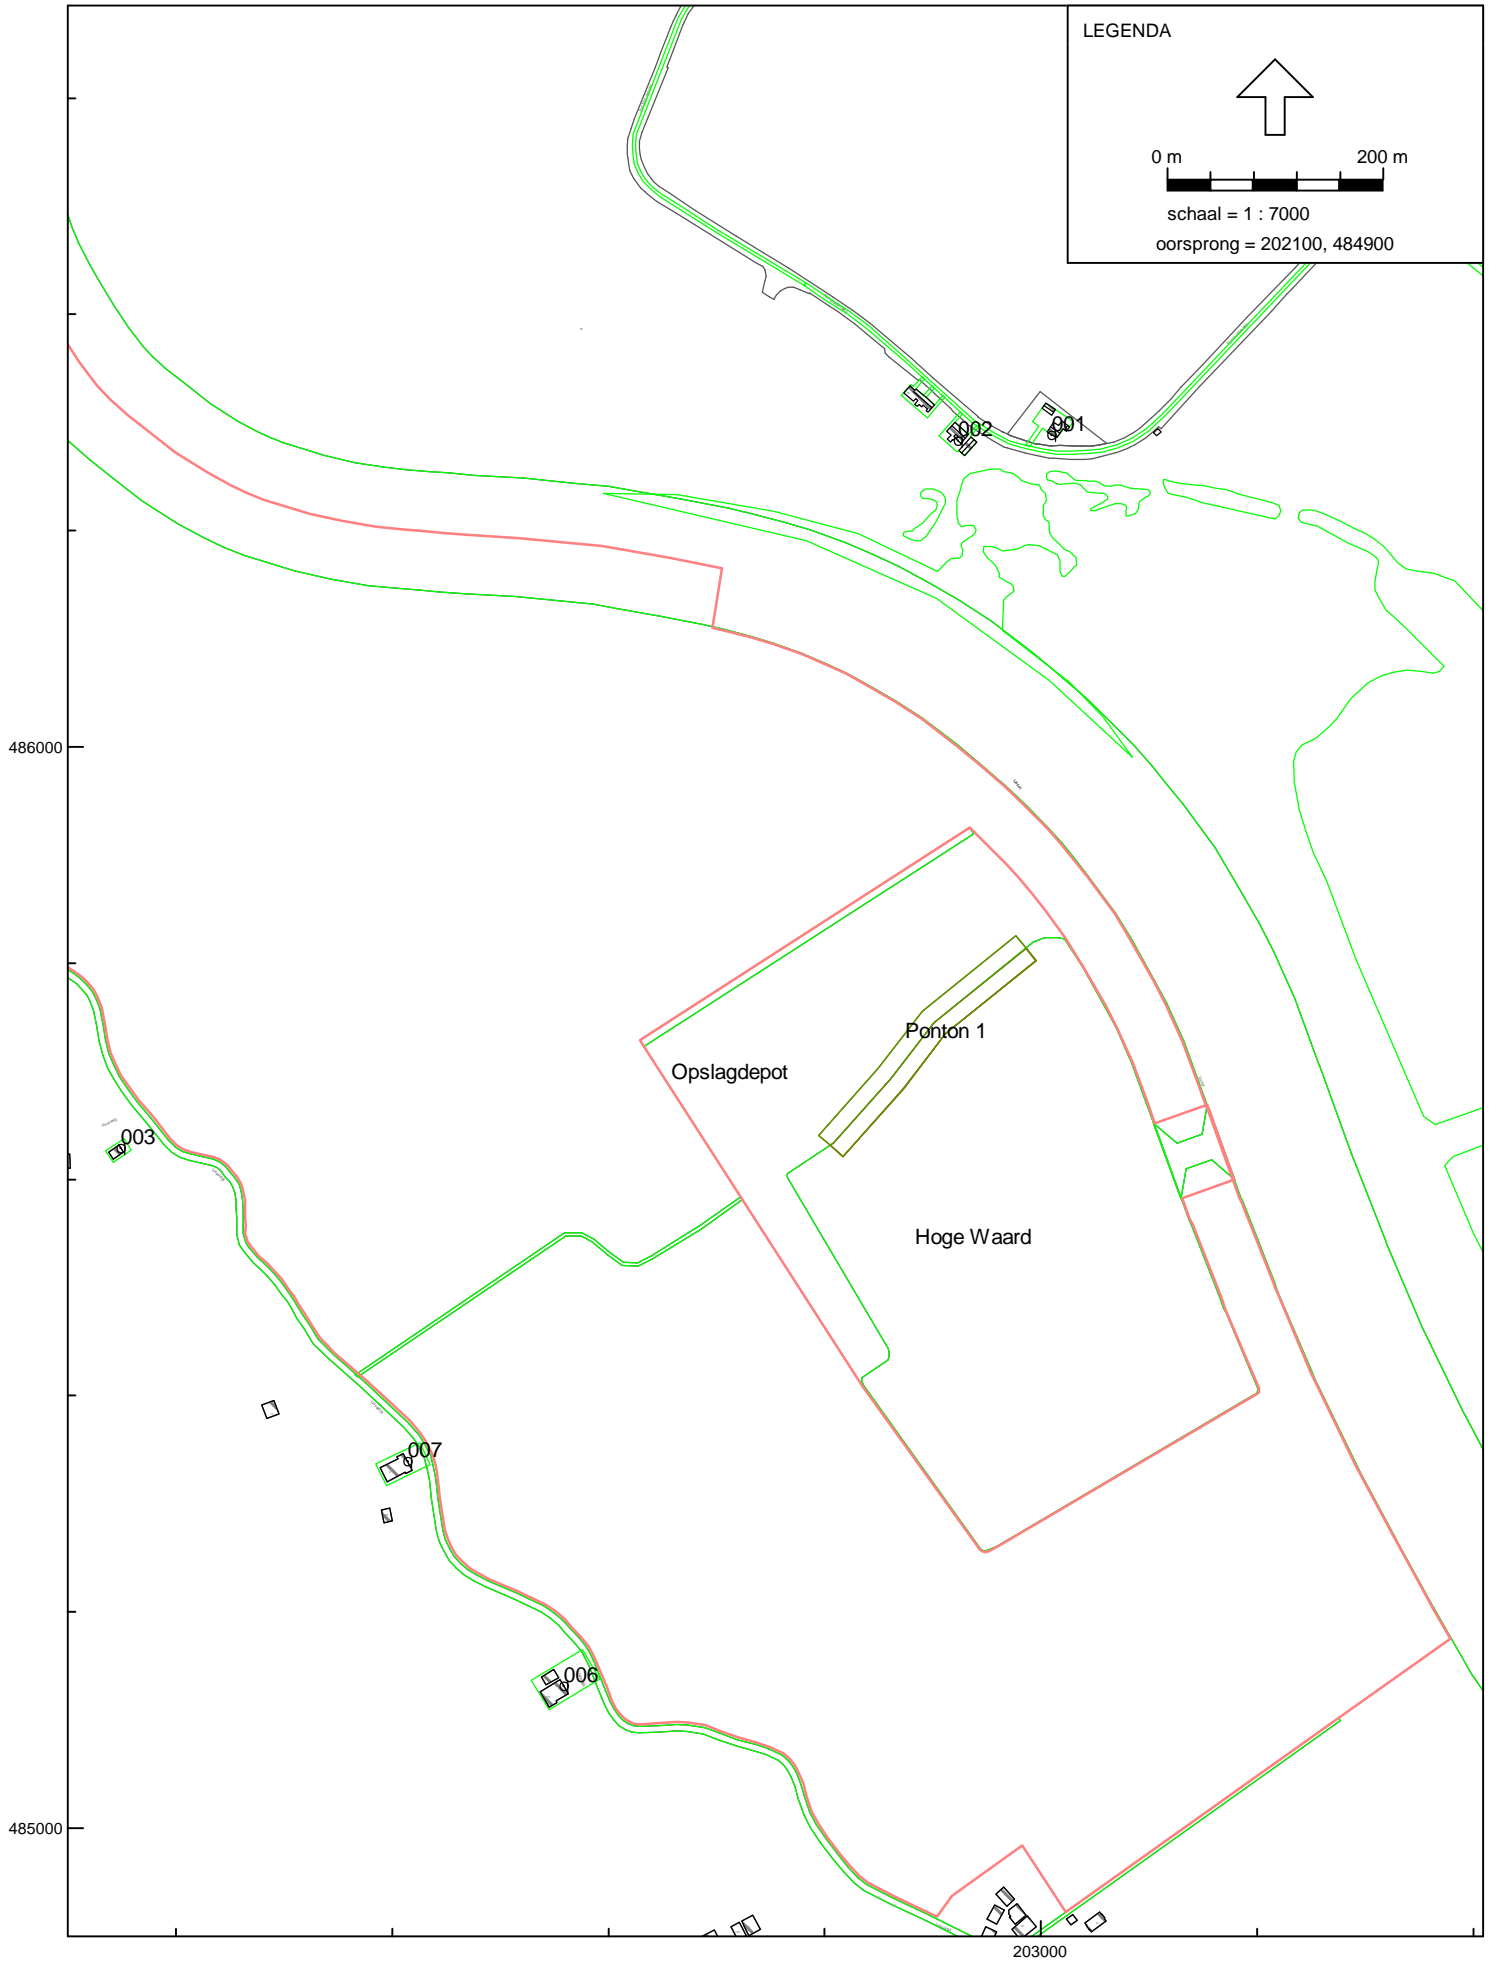 LEGENDA
0 m 200 m
schaal = 1 : 7000
oorsprong = 202100, 484900
001
002
486000
Ponton 1
Opslagdepot
003
Hoge Waard
007
006
485000
203000